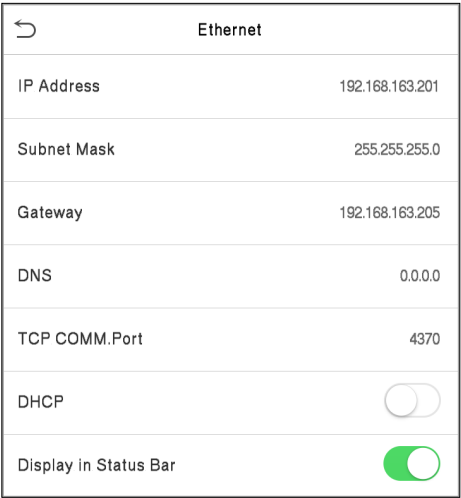 Ethernet
IP Address 192.168.163.201
Subnet Mask 255.255.255.0
Gateway 192.168.163.205
DNS 0.0.0.0
TCP COMM.Port 4370
DHCP
Display in Status Bar